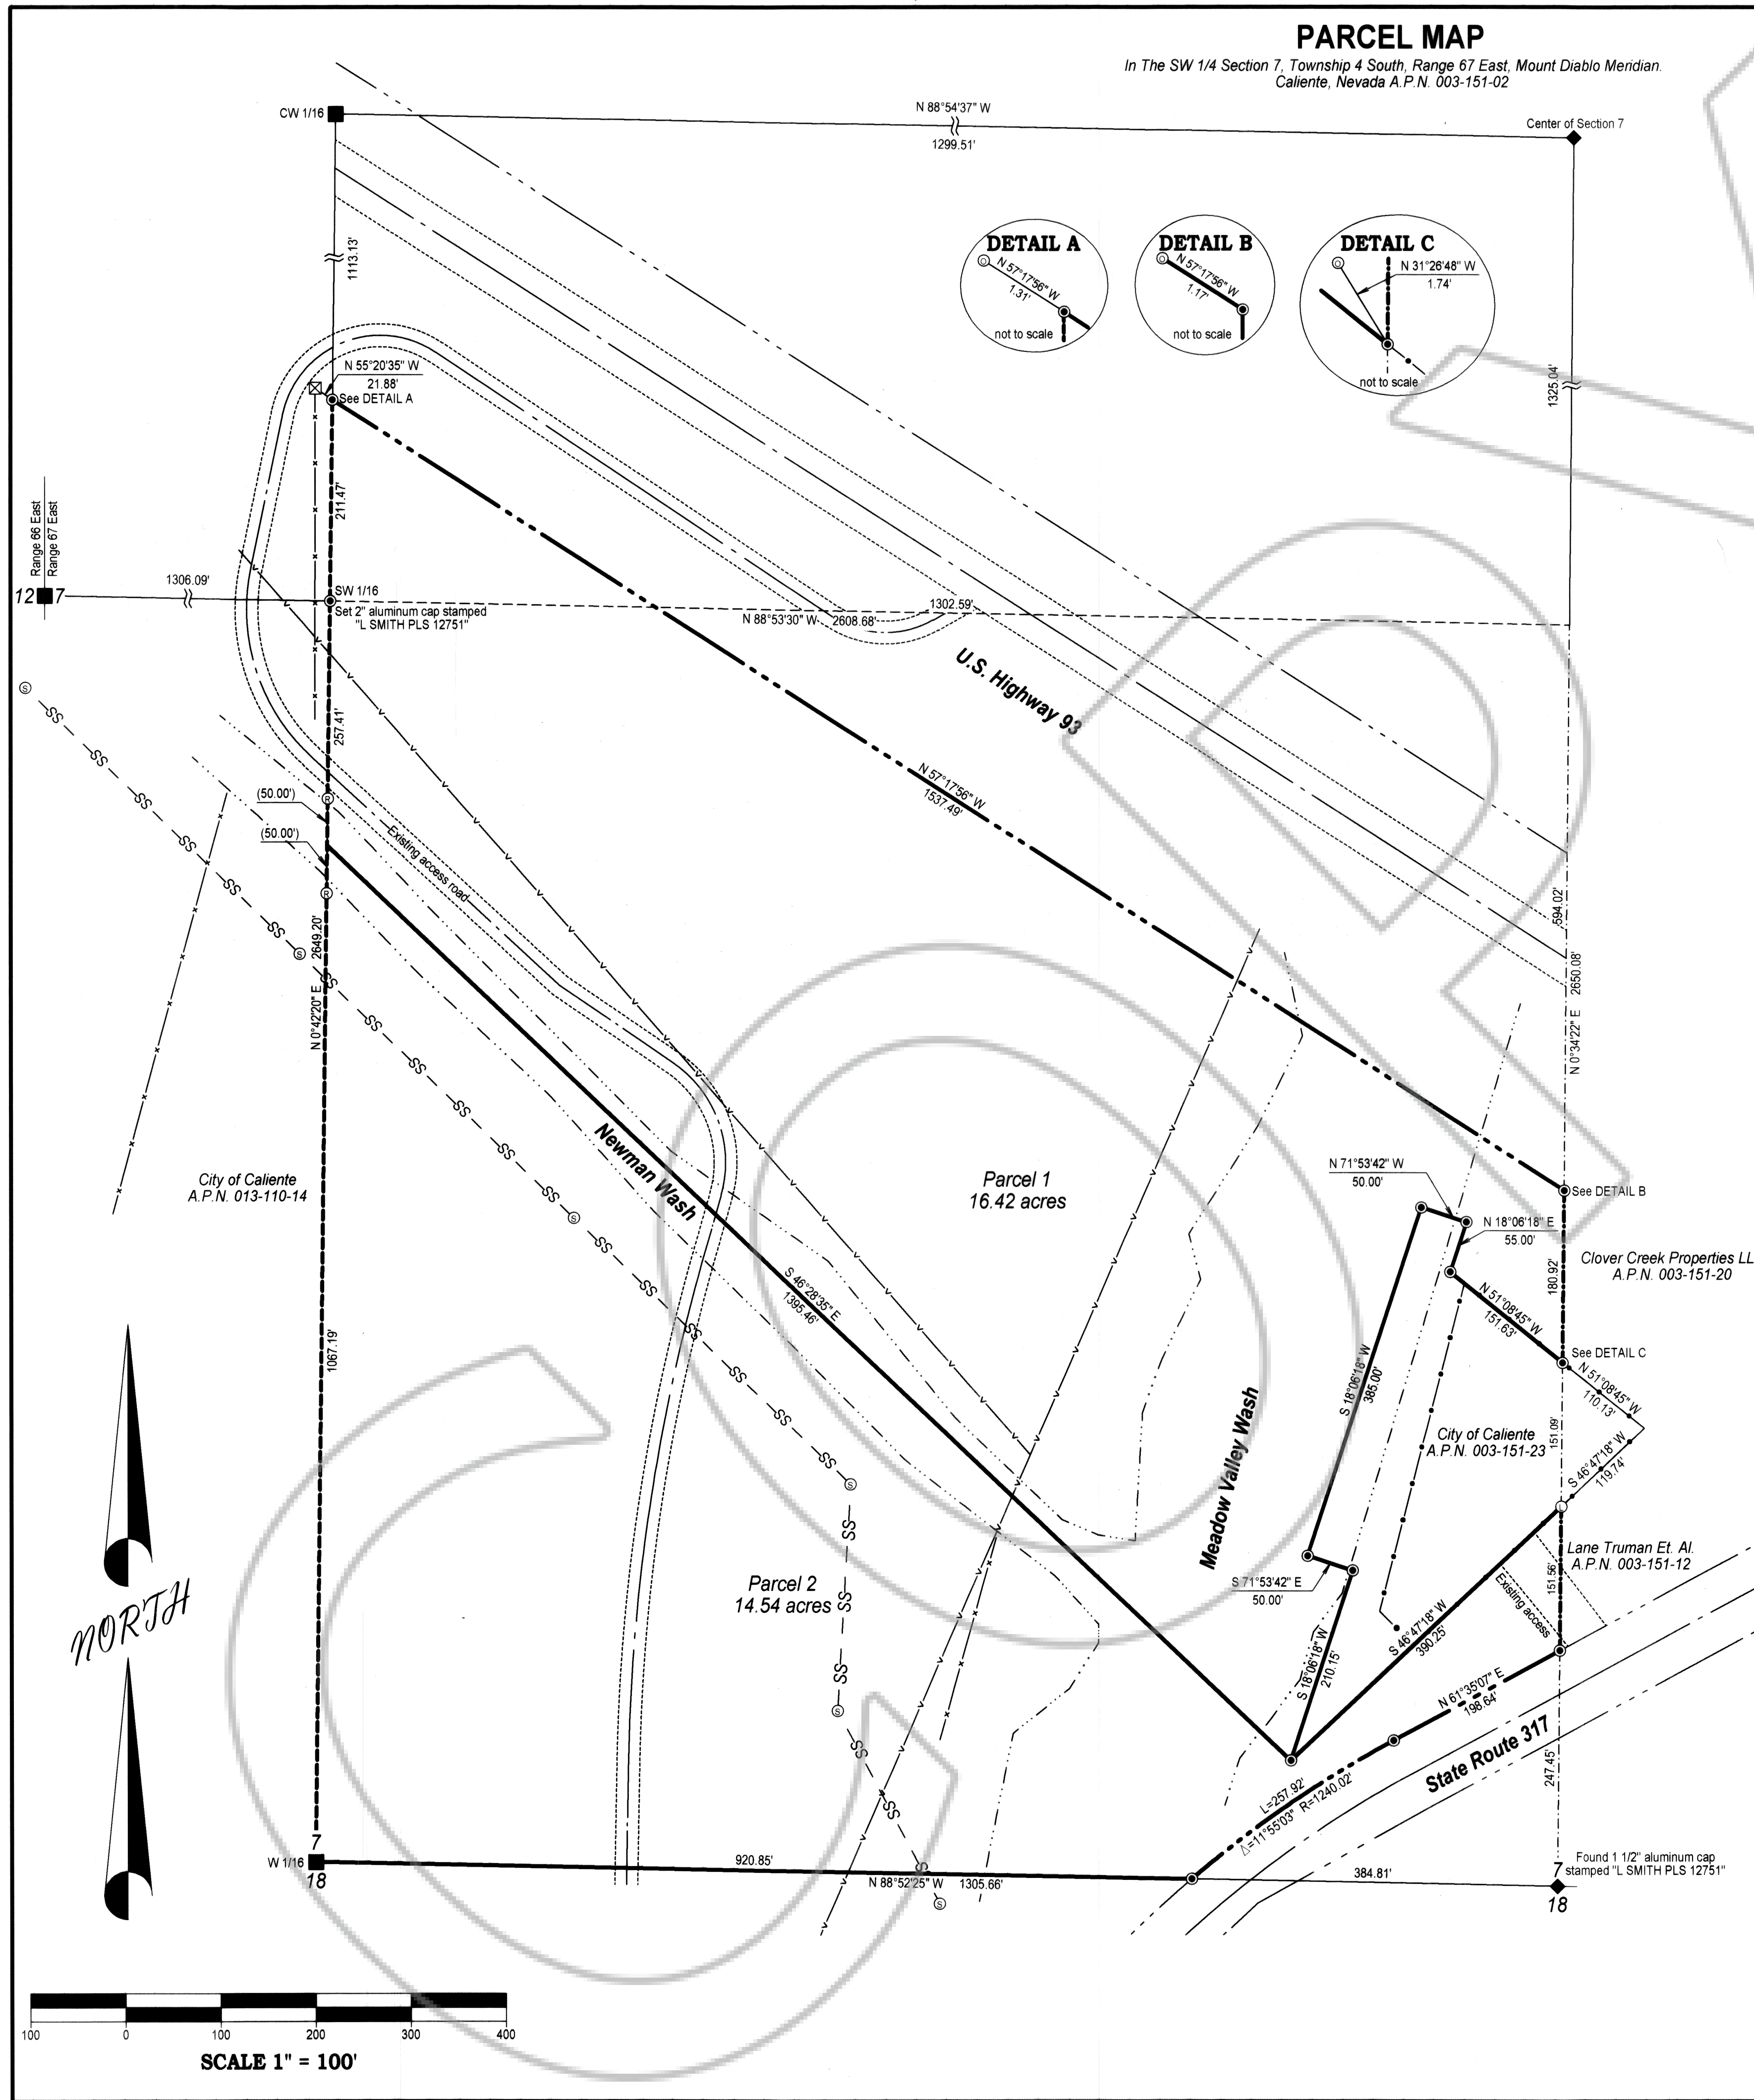 PARCEL MAP
In The SW 1/4 Section 7, Township 4 South, Range 67 East, Mount Diablo Meridian.
Caliente, Nevada A.P.N. 003-151-02
CW 1/16
N 88°54'37" W
1299.51'
Center of Section 7
1113.13'
1325.04'
DETAIL A
N 57°17'56" W
1.31'
not to scale
DETAIL B
N 57°17'56" W
1.17'
not to scale
DETAIL C
N 31°26'48" W
1.74'
not to scale
N 55°20'35" W
21.88'
See DETAIL A
211.47'
Range 66 East
Range 67 East
12
7
1306.09'
SW 1/16
Set 2" aluminum cap stamped
"L SMITH PLS 12751"
1302.59'
N 88°53'30" W 2608.68'
U.S. Highway 93
257.41'
(50.00')
(50.00')
Existing access road
N 57°17'56" W
1537.49'
594.02'
N 0°34'22" E 2650.08'
N 0°42'20" E 2649.20'
Newman Wash
City of Caliente
A.P.N. 013-110-14
Parcel 1
16.42 acres
N 71°53'42" W
50.00'
N 18°06'18" E
55.00'
See DETAIL B
Clover Creek Properties LL
A.P.N. 003-151-20
180.92'
N 51°08'45" W
151.63'
See DETAIL C
N 51°08'45" W
110.13'
S 46°28'35" E
1395.46'
1067.19'
S 18°06'18" W
385.00'
Meadow Valley Wash
City of Caliente
A.P.N. 003-151-23
151.09'
S 46°47'18" W
119.74'
Lane Truman Et. Al.
A.P.N. 003-151-12
151.56'
Existing access
S 71°53'42" E
50.00'
Parcel 2
14.54 acres
S 46°47'18" W
390.25'
S 18°06'18" W
210.15'
N 61°35'07" E
198.64'
State Route 317
L=257.92'
△=11°55'03" R=1240.02'
247.45'
NORTH
7
W 1/16
18
920.85'
N 88°52'25" W 1305.66'
384.81'
Found 1 1/2" aluminum cap
7 stamped "L SMITH PLS 12751"
18
100 0 100 200 300 400
SCALE 1" = 100'
COPY